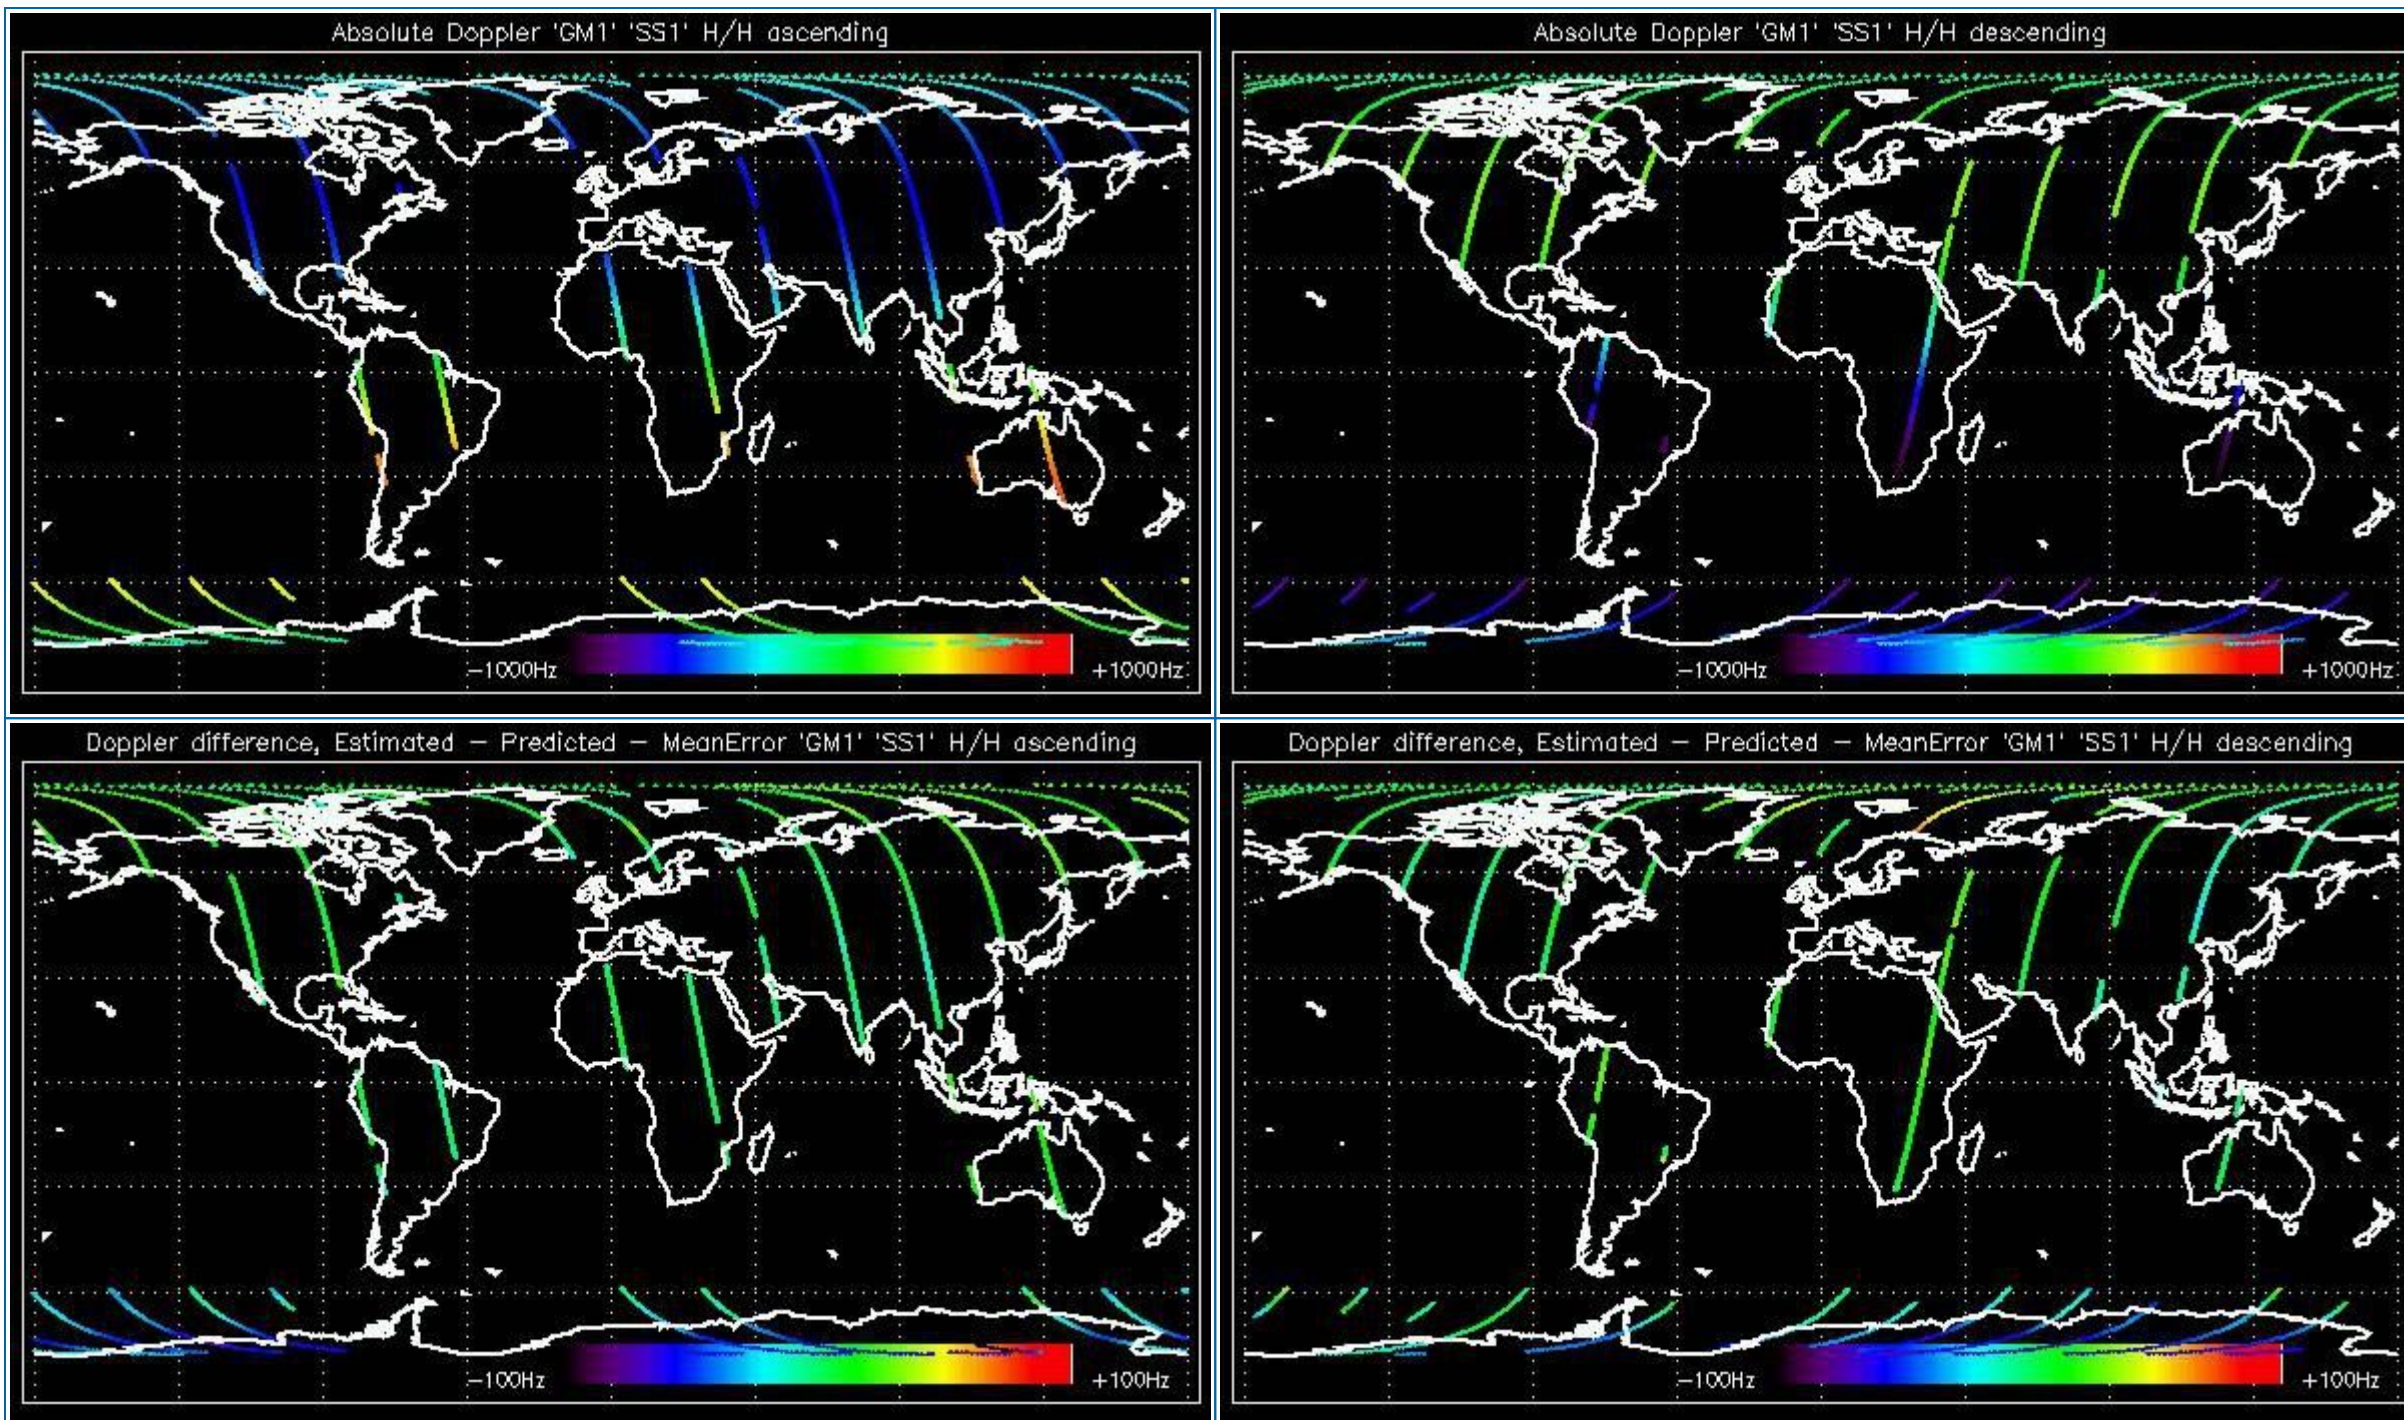 Absolute Doppler 'GM1' 'SS1' H/H ascending
-1000Hz
+1000Hz
Absolute Doppler 'GM1' 'SS1' H/H descending
-1000Hz
+1000Hz
Doppler difference, Estimated - Predicted - MeanError 'GM1' 'SS1' H/H ascending
-100Hz
+100Hz
Doppler difference, Estimated - Predicted - MeanError 'GM1' 'SS1' H/H descending
-100Hz
+100Hz